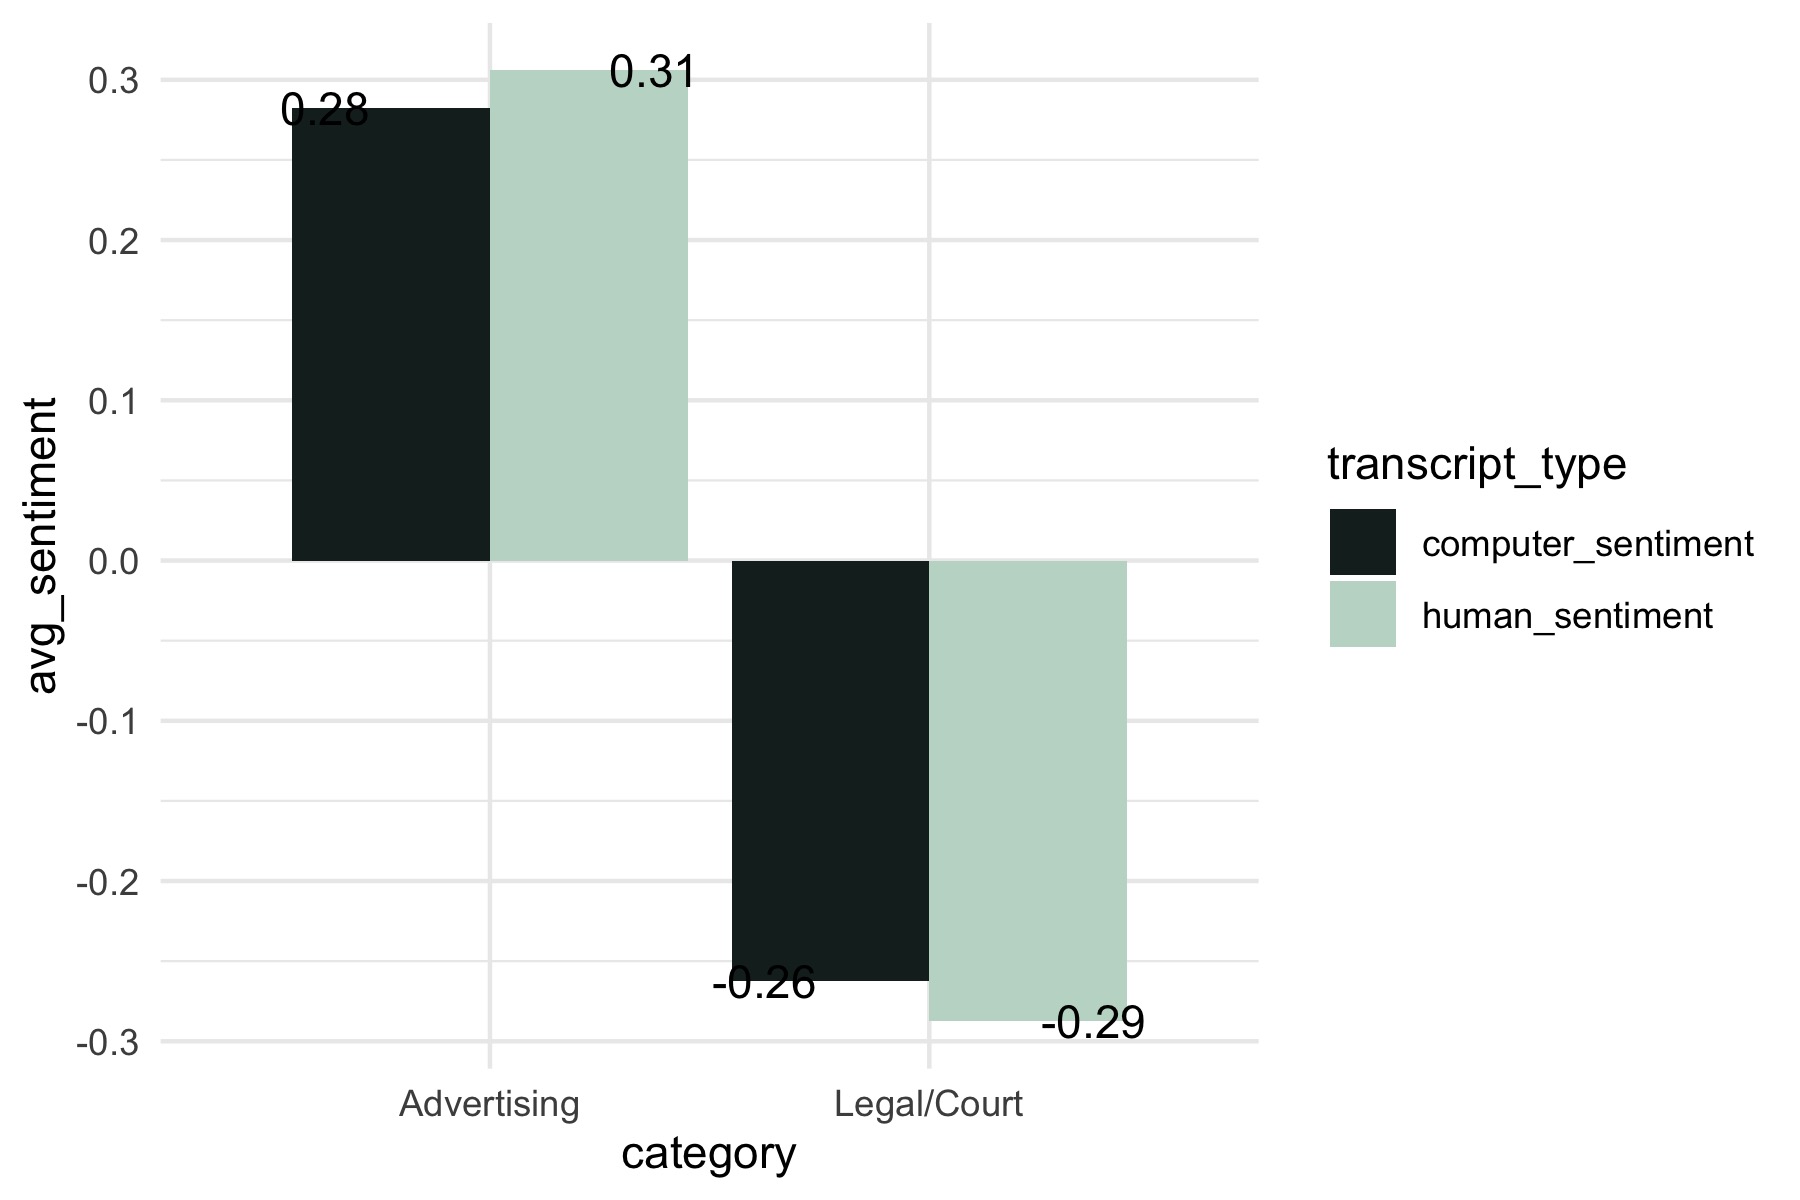 0.3
0.2
0.1
0.0
-0.1
-0.2
-0.3
avg_sentiment
0.28
0.31
-0.26
-0.29
Advertising
Legal/Court
category
transcript_type
computer_sentiment
human_sentiment